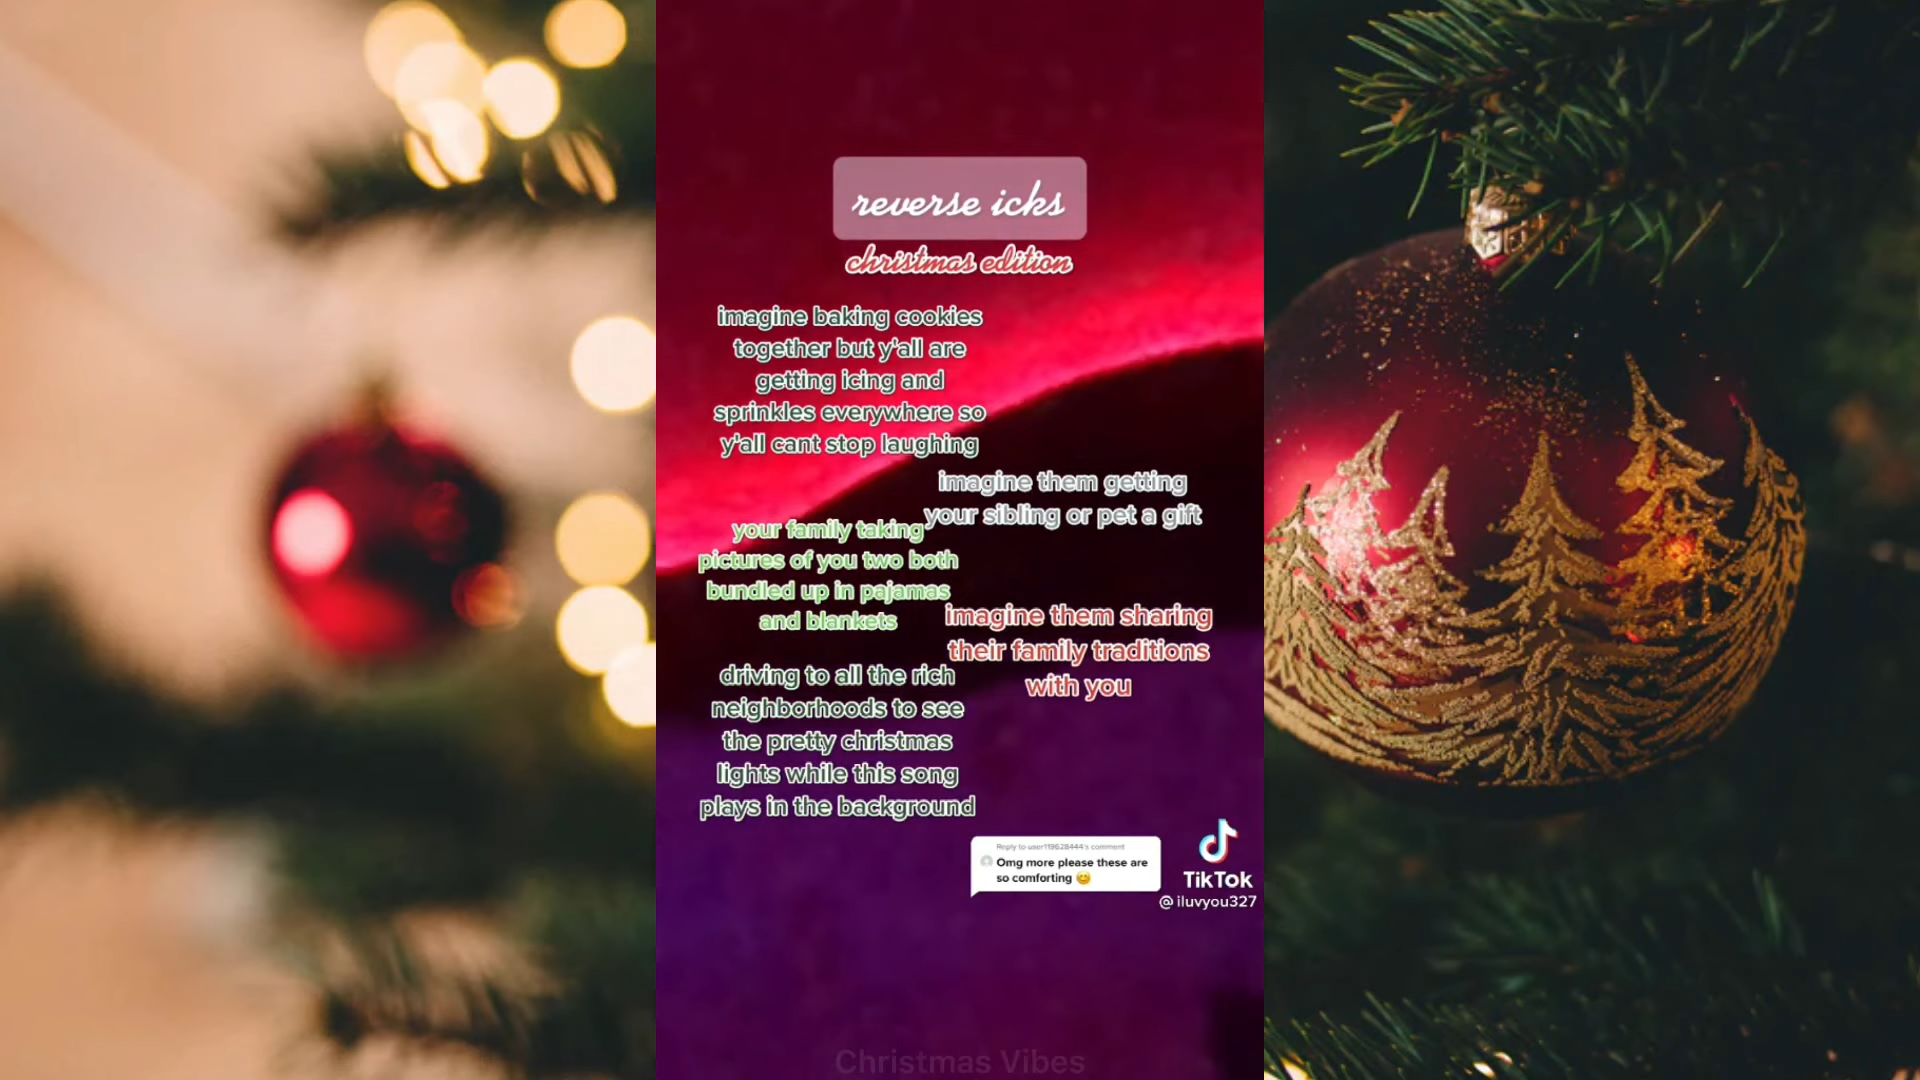 reverse icks
christmas edition
imagine baking cookies
together but y'all are
getting icing and
sprinkles everywhere so
y'all cant stop laughing
imagine them getting
your sibling or pet a gift
your family taking
pictures of you two both
bundled up in pajamas
and blankets
imagine them sharing
their family traditions
with you
driving to all the rich
neighborhoods to see
the pretty christmas
lights while this song
plays in the background
Reply to user119628444's comment
Omg more please these are
so comforting 😊
TikTok
@iluvyou327
Christmas Vibes